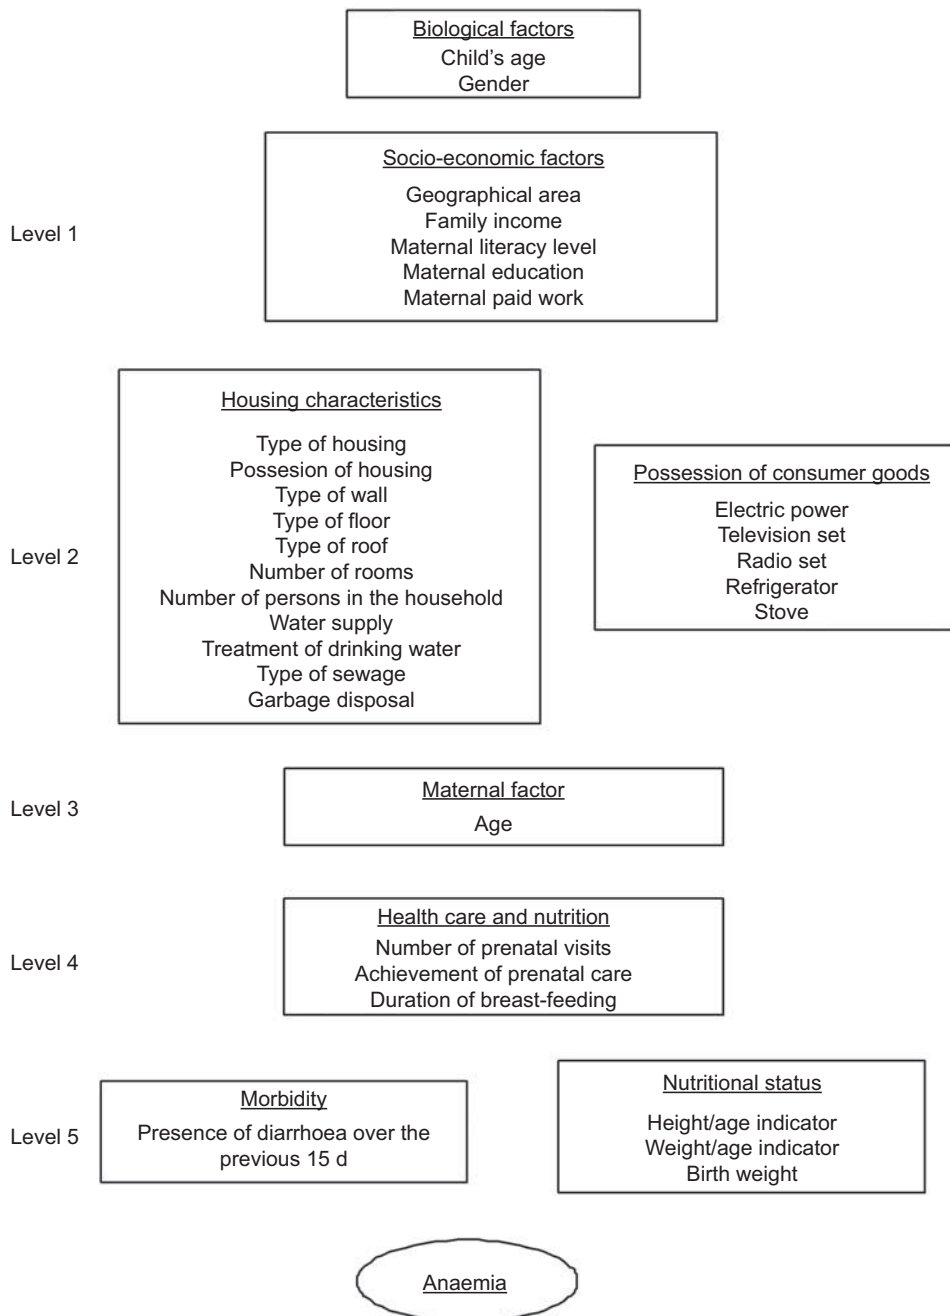 Biological factors
Child's age
Gender
Level 1
Socio-economic factors
Geographical area
Family income
Maternal literacy level
Maternal education
Maternal paid work
Level 2
Housing characteristics
Type of housing
Possesion of housing
Type of wall
Type of floor
Type of roof
Number of rooms
Number of persons in the household
Water supply
Treatment of drinking water
Type of sewage
Garbage disposal
Possession of consumer goods
Electric power
Television set
Radio set
Refrigerator
Stove
Level 3
Maternal factor
Age
Level 4
Health care and nutrition
Number of prenatal visits
Achievement of prenatal care
Duration of breast-feeding
Level 5
Morbidity
Presence of diarrhoea over the
previous 15 d
Nutritional status
Height/age indicator
Weight/age indicator
Birth weight
Anaemia